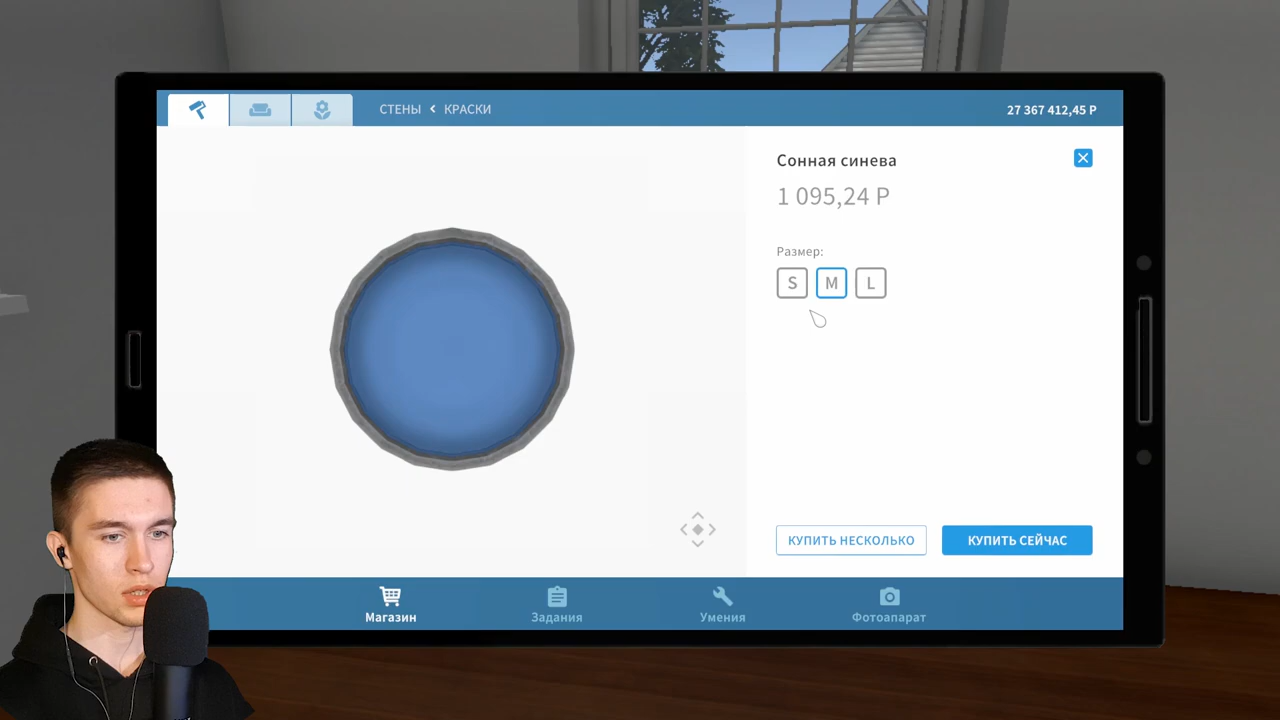 СТЕНЫ < КРАСКИ
27 367 412,45 Р
Сонная синева
1 095,24 Р
Размер:
S M L
КУПИТЬ НЕСКОЛЬКО
КУПИТЬ СЕЙЧАС
Магазин
Задания
Умения
Фотоапарат